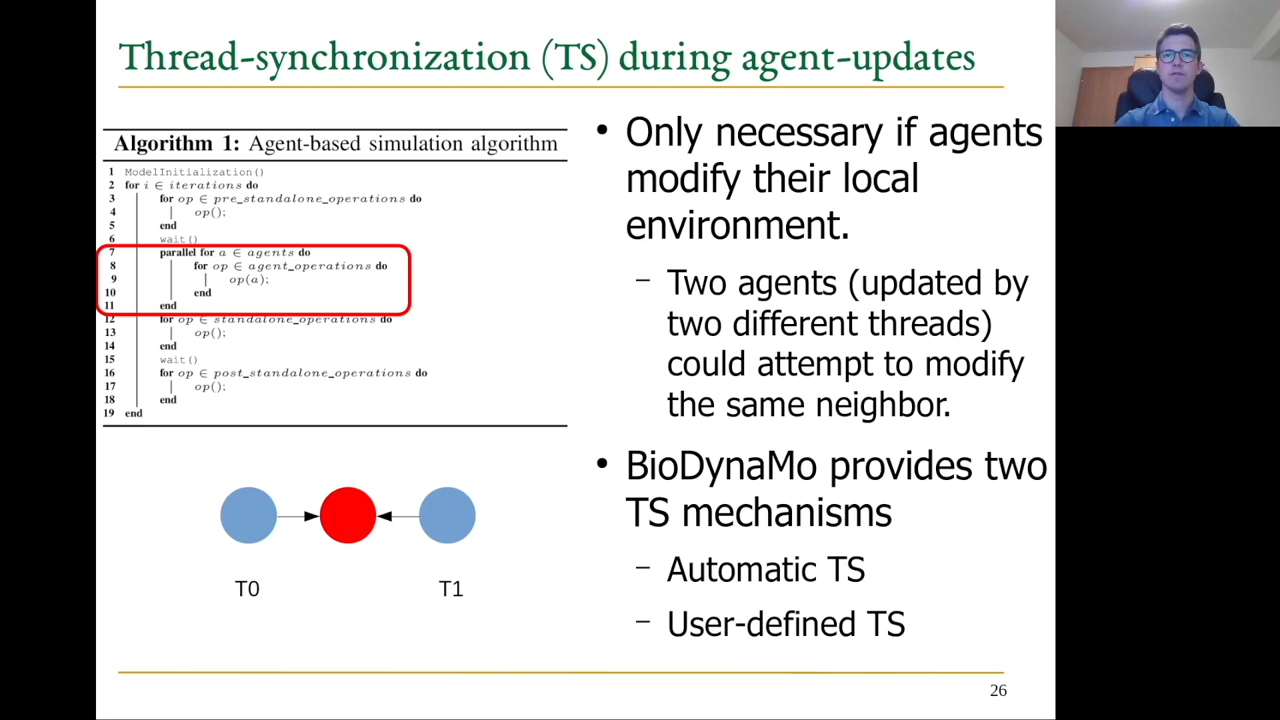 Thread-synchronization (TS) during agent-updates
Algorithm 1: Agent-based simulation algorithm
1 ModelInitialization()
2 for i ∈ iterations do
3 for op ∈ pre_standalone_operations do
4 op();
5 end
6 wait()
7 parallel for a ∈ agents do
8 for op ∈ agent_operations do
9 op(a);
10 end
11 end
12 for op ∈ standalone_operations do
13 op();
14 end
15 wait()
16 for op ∈ post_standalone_operations do
17 op();
18 end
19 end
T0
T1
• Only necessary if agents
modify their local
environment.
– Two agents (updated by
two different threads)
could attempt to modify
the same neighbor.
• BioDynaMo provides two
TS mechanisms
– Automatic TS
– User-defined TS
26